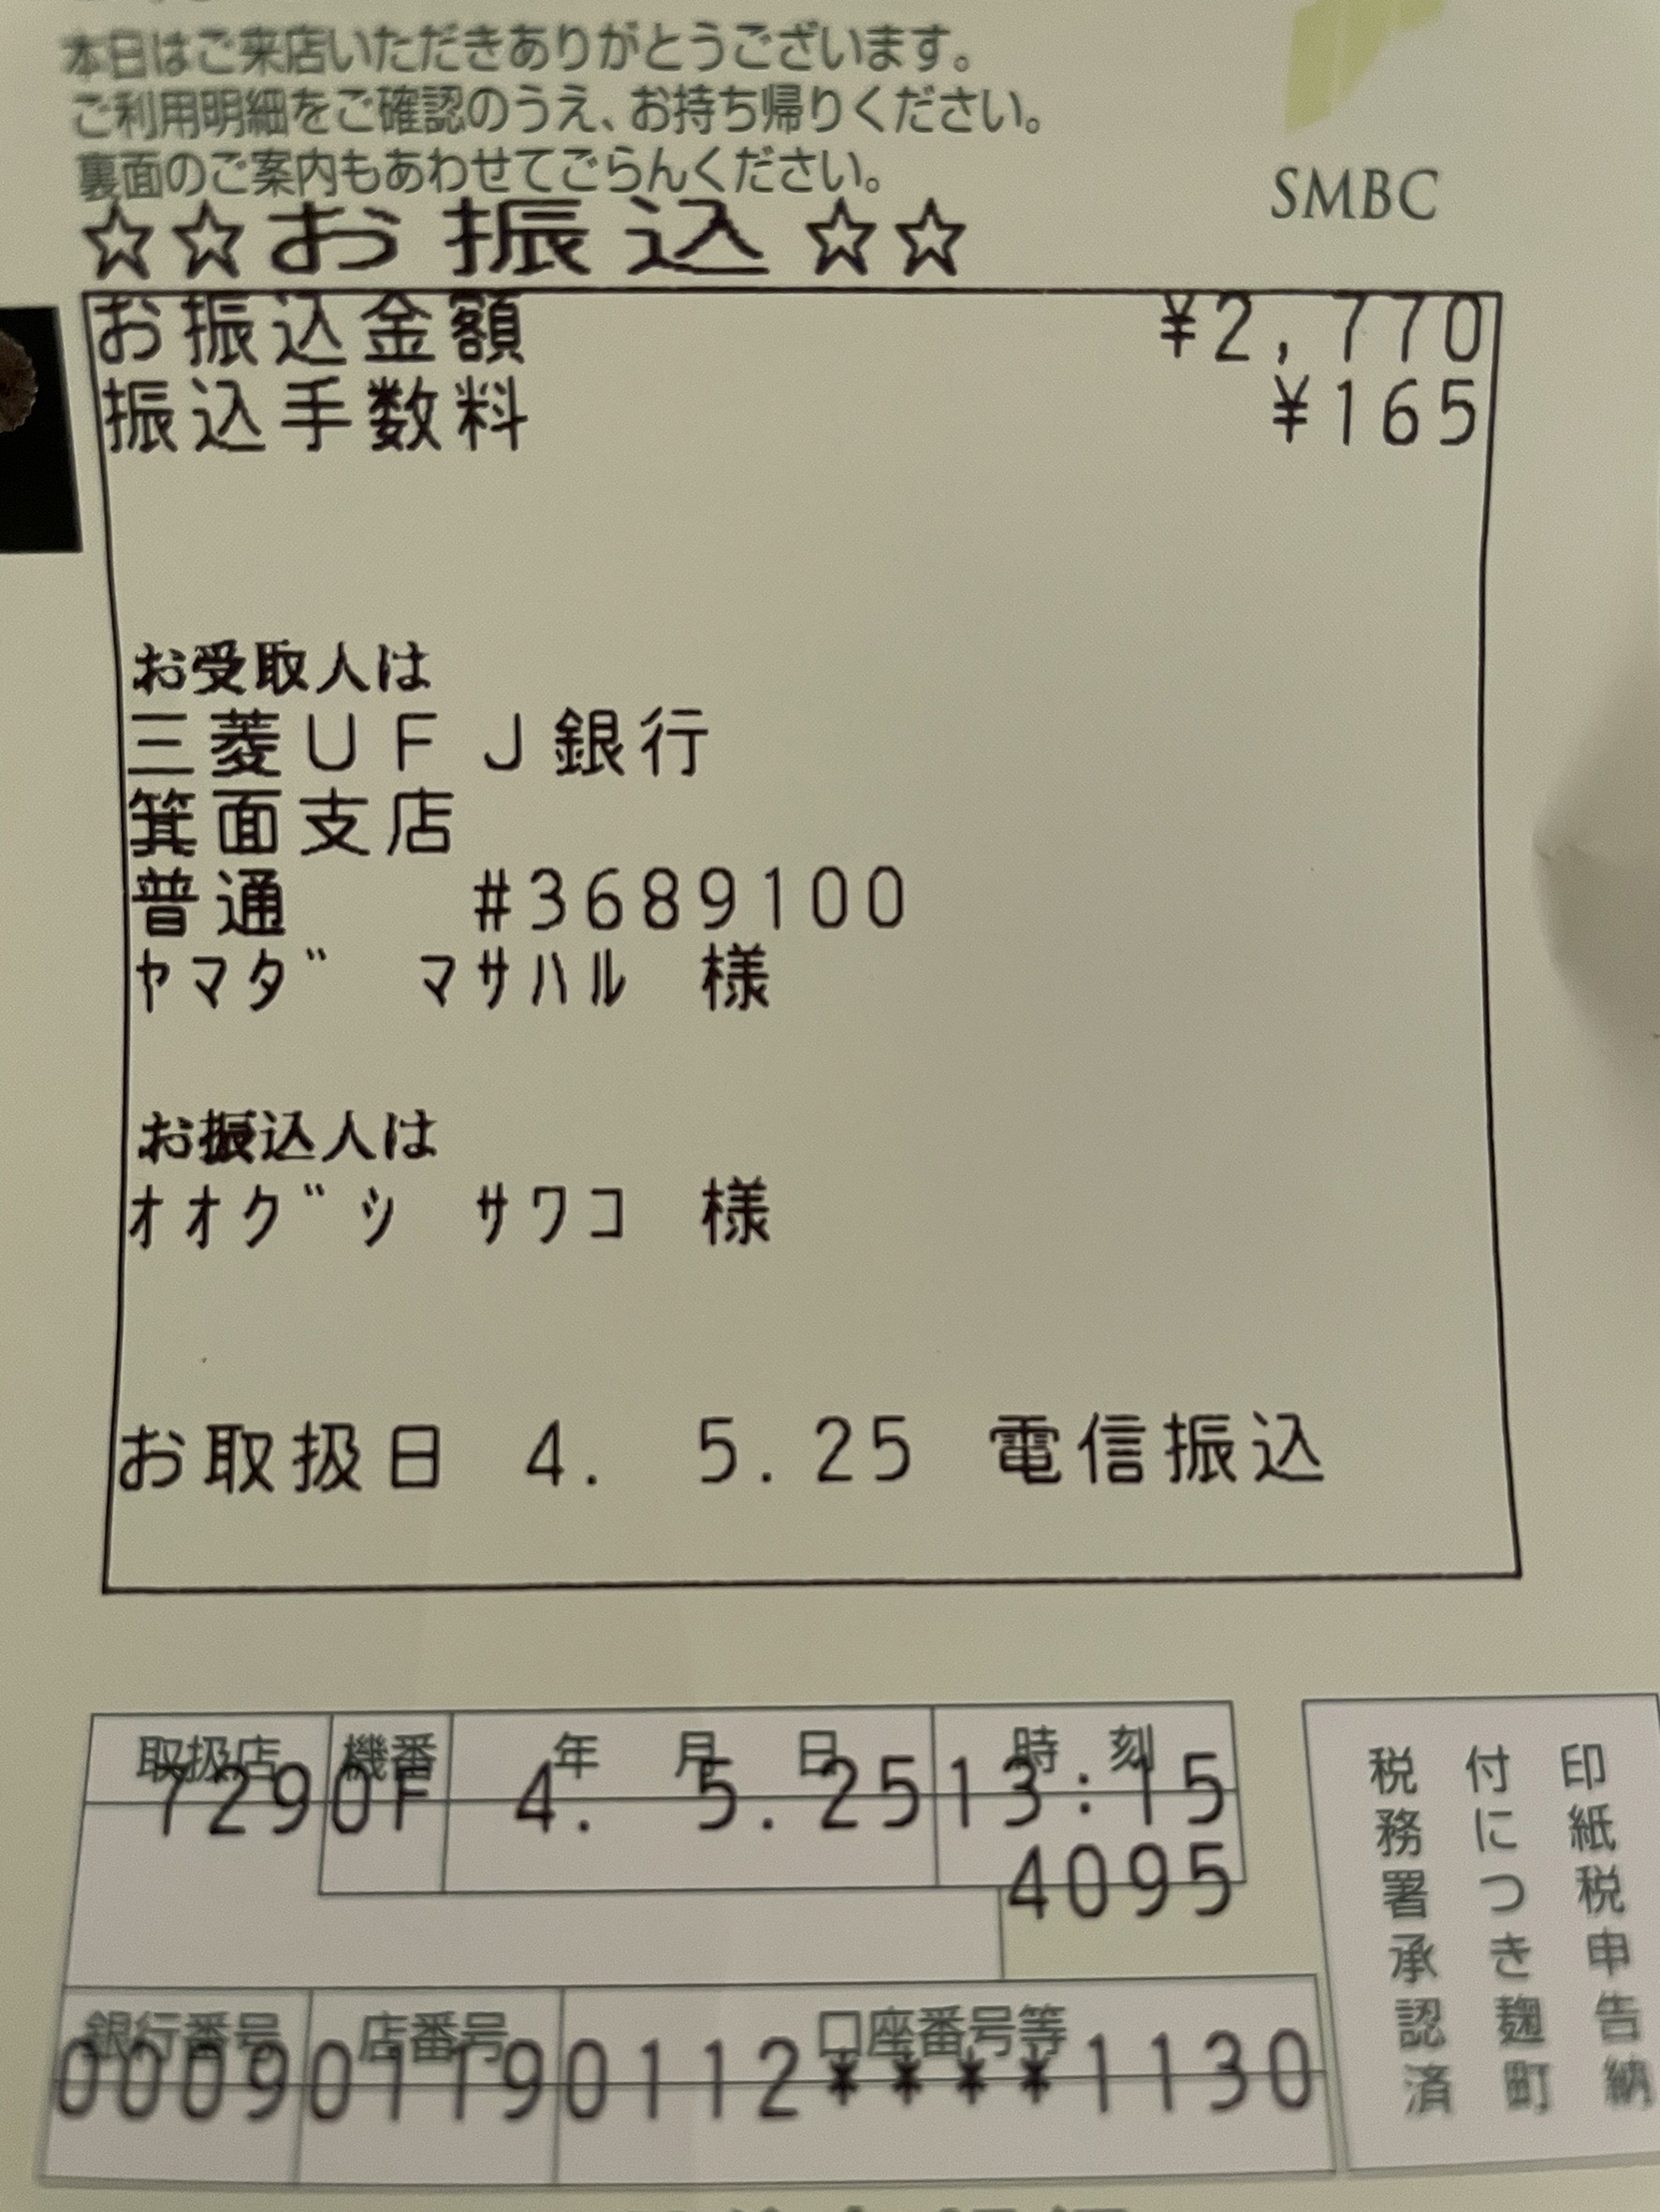 本日はご来店いただきありがとうございます。
ご利用明細をご確認のうえ、お持ち帰りください。
裏面のご案内もあわせてごらんください。
SMBC
☆☆お振込☆☆
お振込金額 ¥2,770
振込手数料 ¥165
お受取人は
三菱UFJ銀行
箕面支店
普通 #3689100
ヤマダ マサハル 様
お振込人は
オオグシ サワコ 様
お取扱日 4. 5.25 電信振込
取扱店 機番 年 月 日 時刻
7290F 4. 5.25 13:15
4095
銀行番号 店番号 口座番号等
0009 0119 0112****1130
印紙税申告納
付につき麹町
税務署承認済